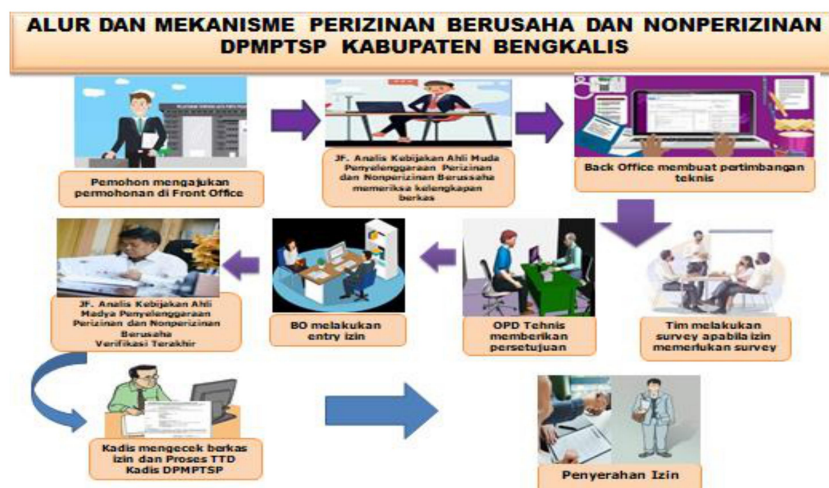 ALUR DAN MEKANISME PERIZINAN BERUSAHA DAN NONPERIZINAN
DPMPTSP KABUPATEN BENGKALIS
Pemohon mengajukan
permohonan di Front Office
JF. Analis Kebijakan Ahli Muda
Penyelenggaraan Perizinan
dan Nonperizinan Berussaha
memeriksa kelengkapan
berkas
Back Office membuat pertimbangan
teknis
Tim melakukan
survey apabila izin
memerlukan survey
OPD Tehnis
memberikan
persetujuan
BO melakukan
entry izin
JF. Analis Kebijakan Ahli
Madya Penyelenggaraan
Perizinan dan Nonperizinan
Berusaha
Verifikasi Terakhir
Kadis mengecek berkas
izin dan Proses TTD
Kadis DPMPTSP
Penyerahan Izin